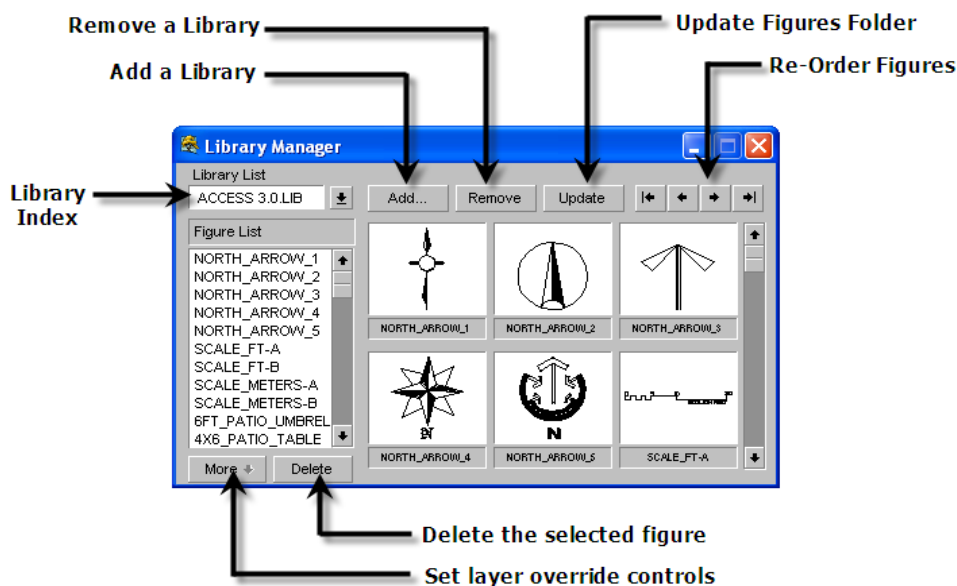 Remove a Library
Update Figures Folder
Add a Library
Re-Order Figures
Library Manager
Library List
Library
Index
ACCESS 3.0.LIB
Add...
Remove
Update
Figure List
NORTH_ARROW_1
NORTH_ARROW_2
NORTH_ARROW_3
NORTH_ARROW_4
NORTH_ARROW_5
SCALE_FT-A
SCALE_FT-B
SCALE_METERS-A
SCALE_METERS-B
6FT_PATIO_UMBREL
4X6_PATIO_TABLE
NORTH_ARROW_1
NORTH_ARROW_2
NORTH_ARROW_3
N
N
NORTH_ARROW_4
NORTH_ARROW_5
SCALE_FT-A
More
Delete
Delete the selected figure
Set layer override controls